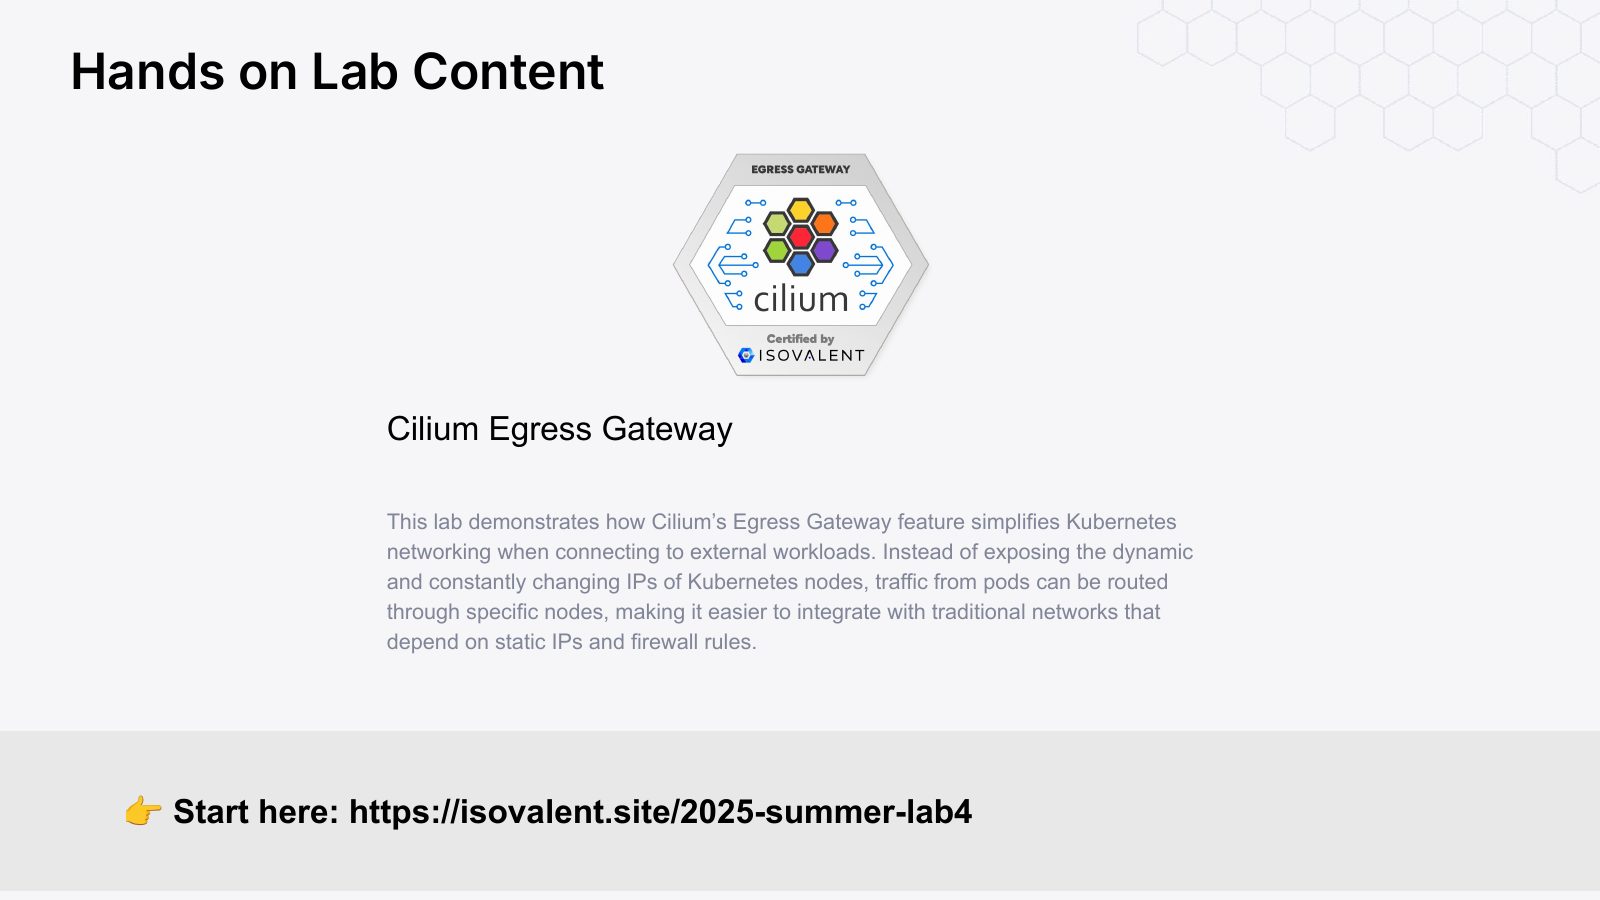 Hands on Lab Content
EGRESS GATEWAY
cilium
Certified by
ISOVALENT
Cilium Egress Gateway
This lab demonstrates how Cilium’s Egress Gateway feature simplifies Kubernetes
networking when connecting to external workloads. Instead of exposing the dynamic
and constantly changing IPs of Kubernetes nodes, traffic from pods can be routed
through specific nodes, making it easier to integrate with traditional networks that
depend on static IPs and firewall rules.
👉 Start here: https://isovalent.site/2025-summer-lab4